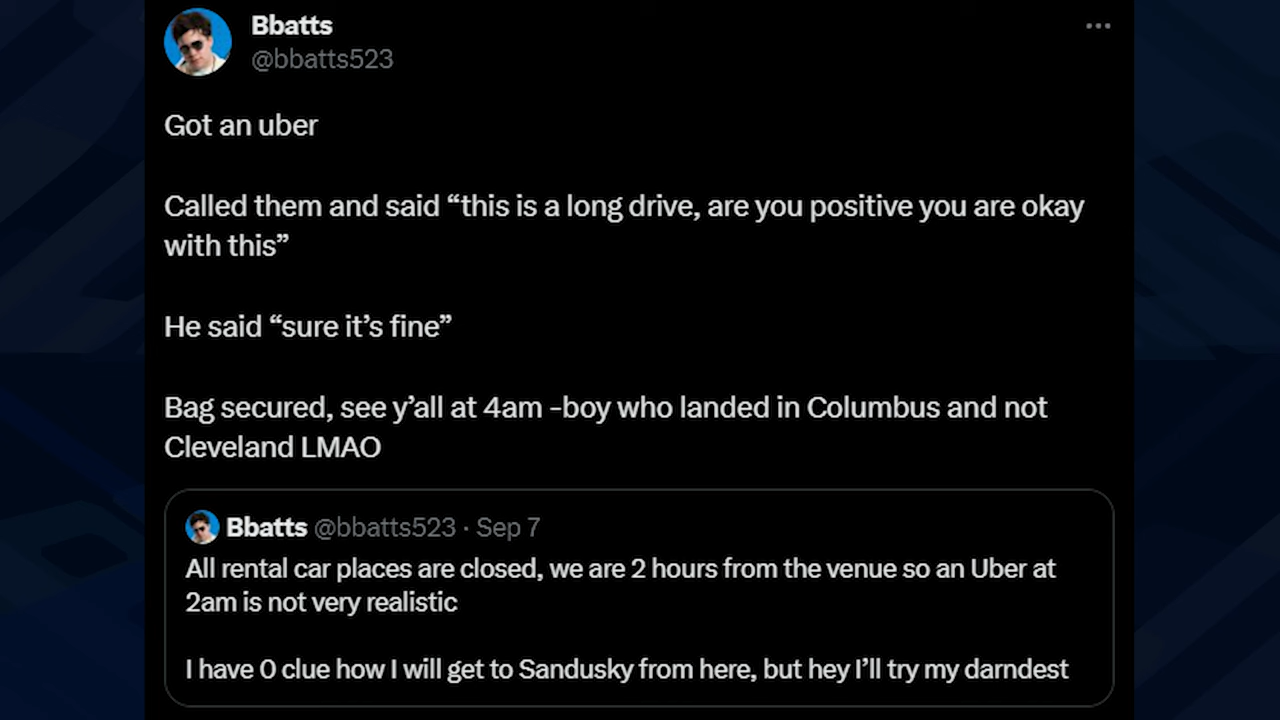 Bbatts
@bbatts523
Got an uber
Called them and said “this is a long drive, are you positive you are okay
with this”
He said “sure it’s fine”
Bag secured, see y’all at 4am -boy who landed in Columbus and not
Cleveland LMAO
Bbatts @bbatts523 · Sep 7
All rental car places are closed, we are 2 hours from the venue so an Uber at
2am is not very realistic
I have 0 clue how I will get to Sandusky from here, but hey I’ll try my darndest